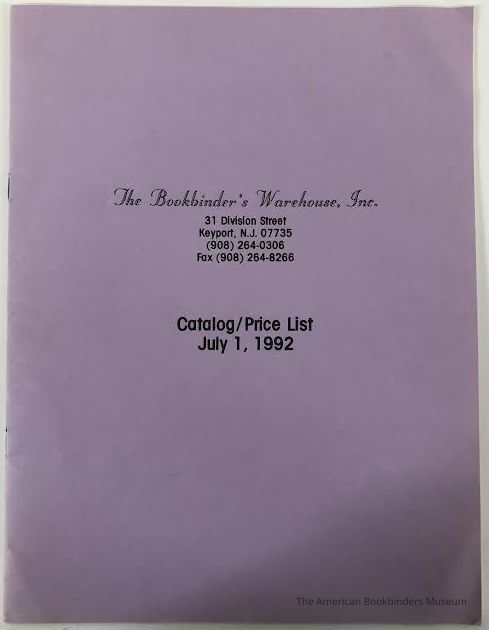 The Bookbinder's Warehouse, Inc.
31 Division Street
Keyport, N.J. 07735
(908) 264-0306
Fax (908) 264-8266
Catalog/Price List
July 1, 1992
The American Bookbinders Museum